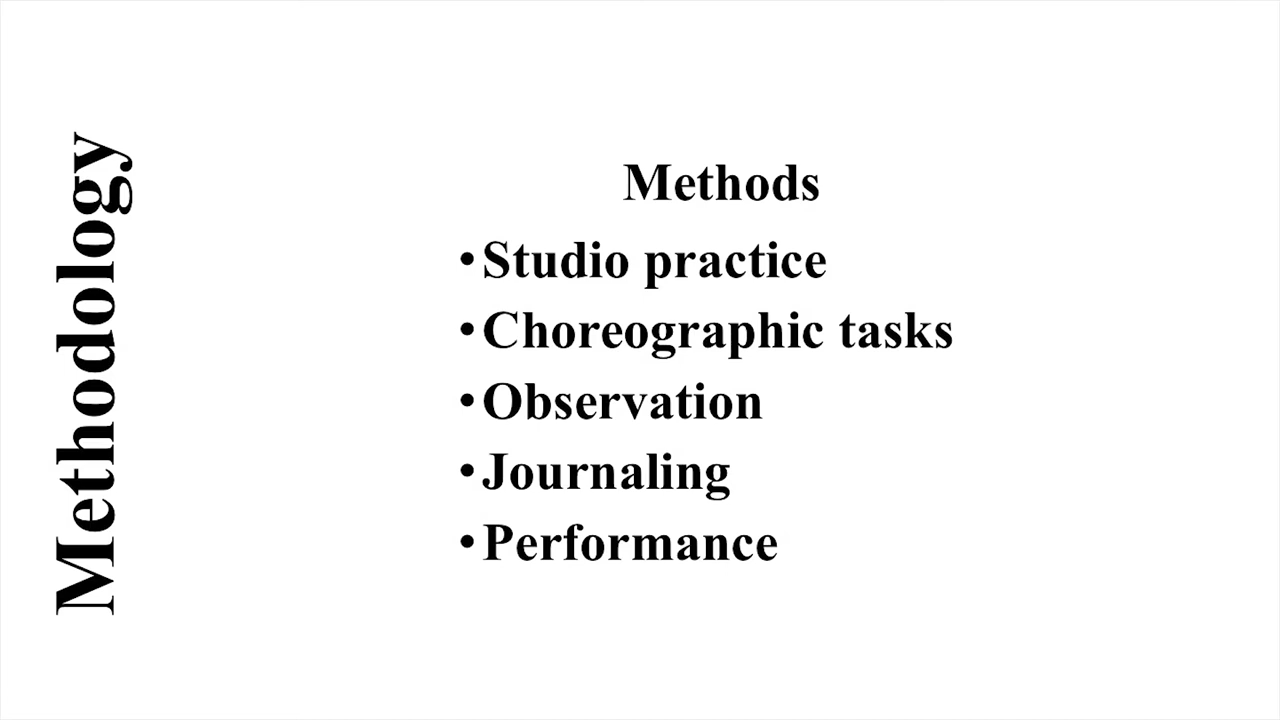 Methodology
Methods
• Studio practice
• Choreographic tasks
• Observation
• Journaling
• Performance